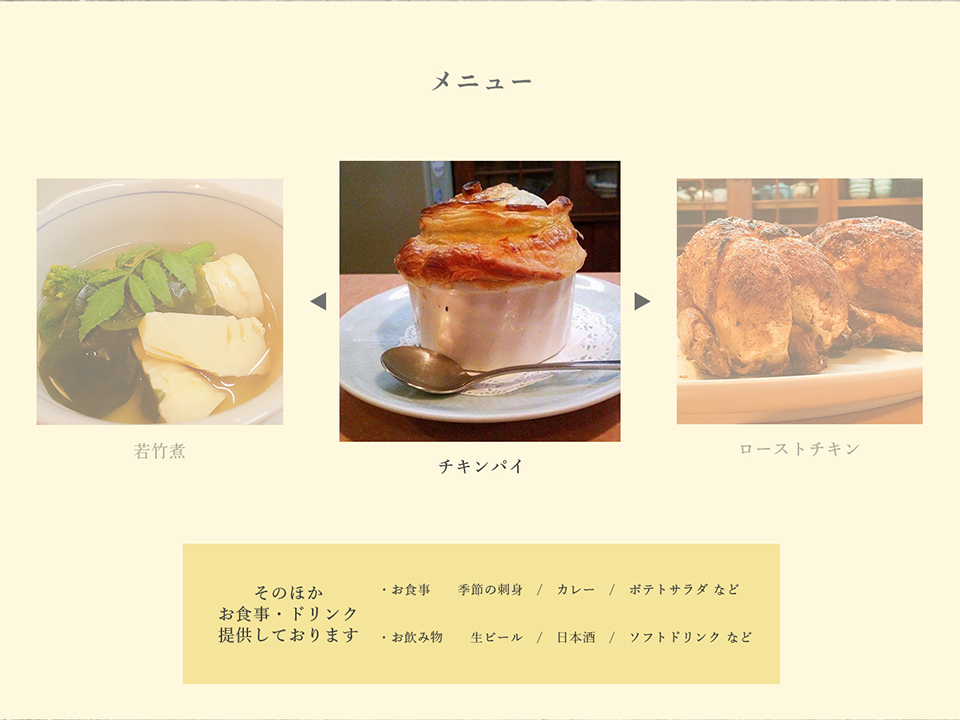 メニュー
若竹煮
チキンパイ
ローストチキン
そのほか
お食事・ドリンク
提供しております
・お食事 季節の刺身 / カレー / ポテトサラダ など
・お飲み物 生ビール / 日本酒 / ソフトドリンク など